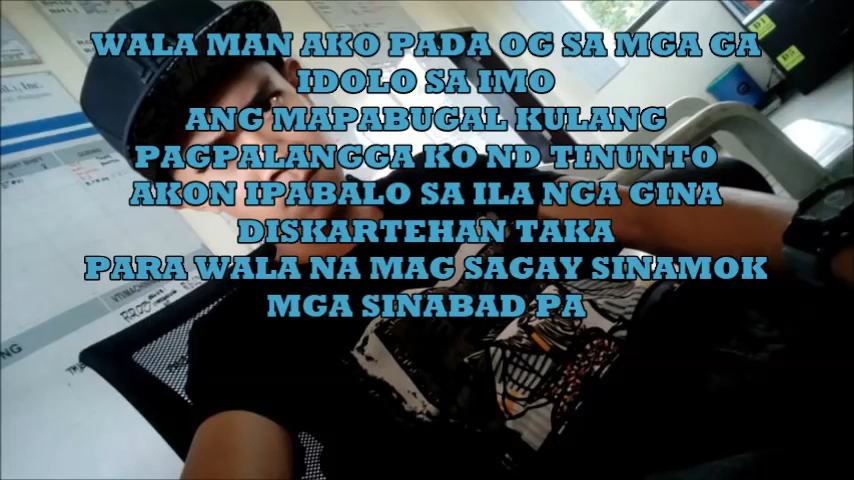 WALA MAN AKO PADA OG SA MGA GA
IDOLO SA IMO
ANG MAPABUGAL KULANG
PAGPALANGGA KO ND TINUNTO
AKON IPABALO SA ILA NGA GINA
DISKARTEHAN TAKA
PARA WALA NA MAG SAGAY SINAMOK
MGA SINABAD PA